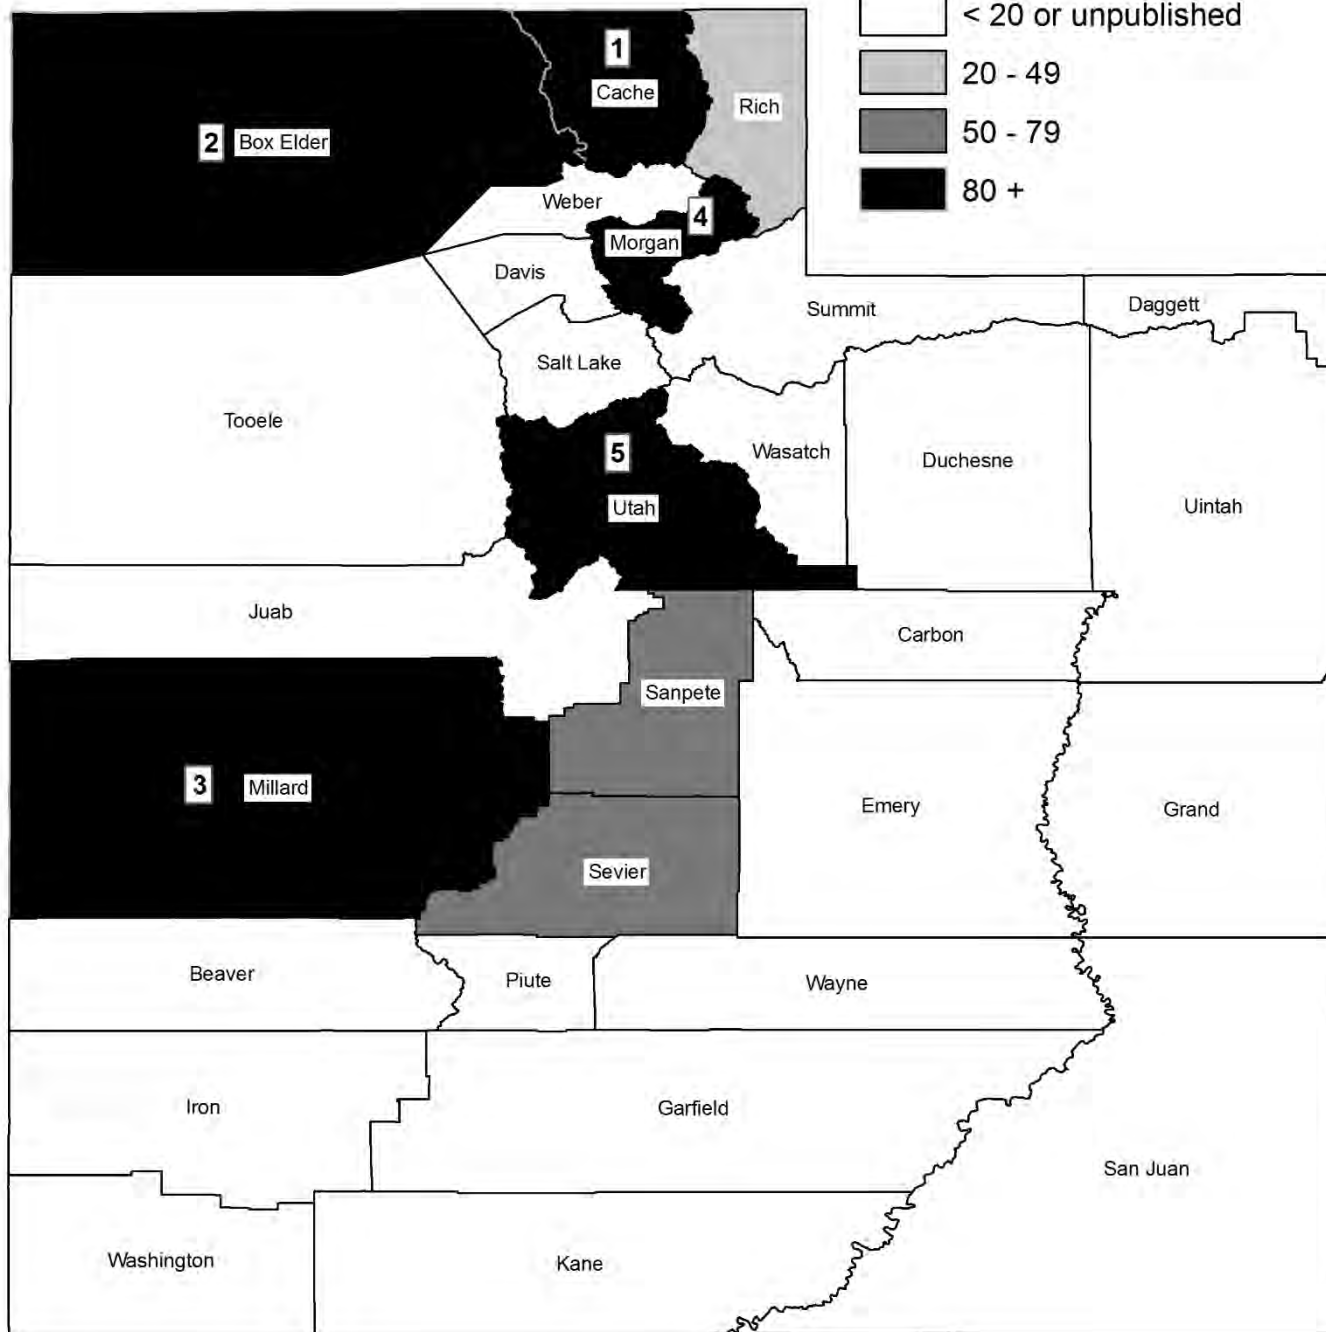 < 20 or unpublished
20 - 49
50 - 79
80 +
1
Cache
Rich
2 Box Elder
Weber
4
Morgan
Davis
Summit
Daggett
Salt Lake
Tooele
5
Utah
Wasatch
Duchesne
Uintah
Juab
Carbon
Sanpete
3 Millard
Emery
Grand
Sevier
Beaver
Piute
Wayne
Iron
Garfield
San Juan
Washington
Kane